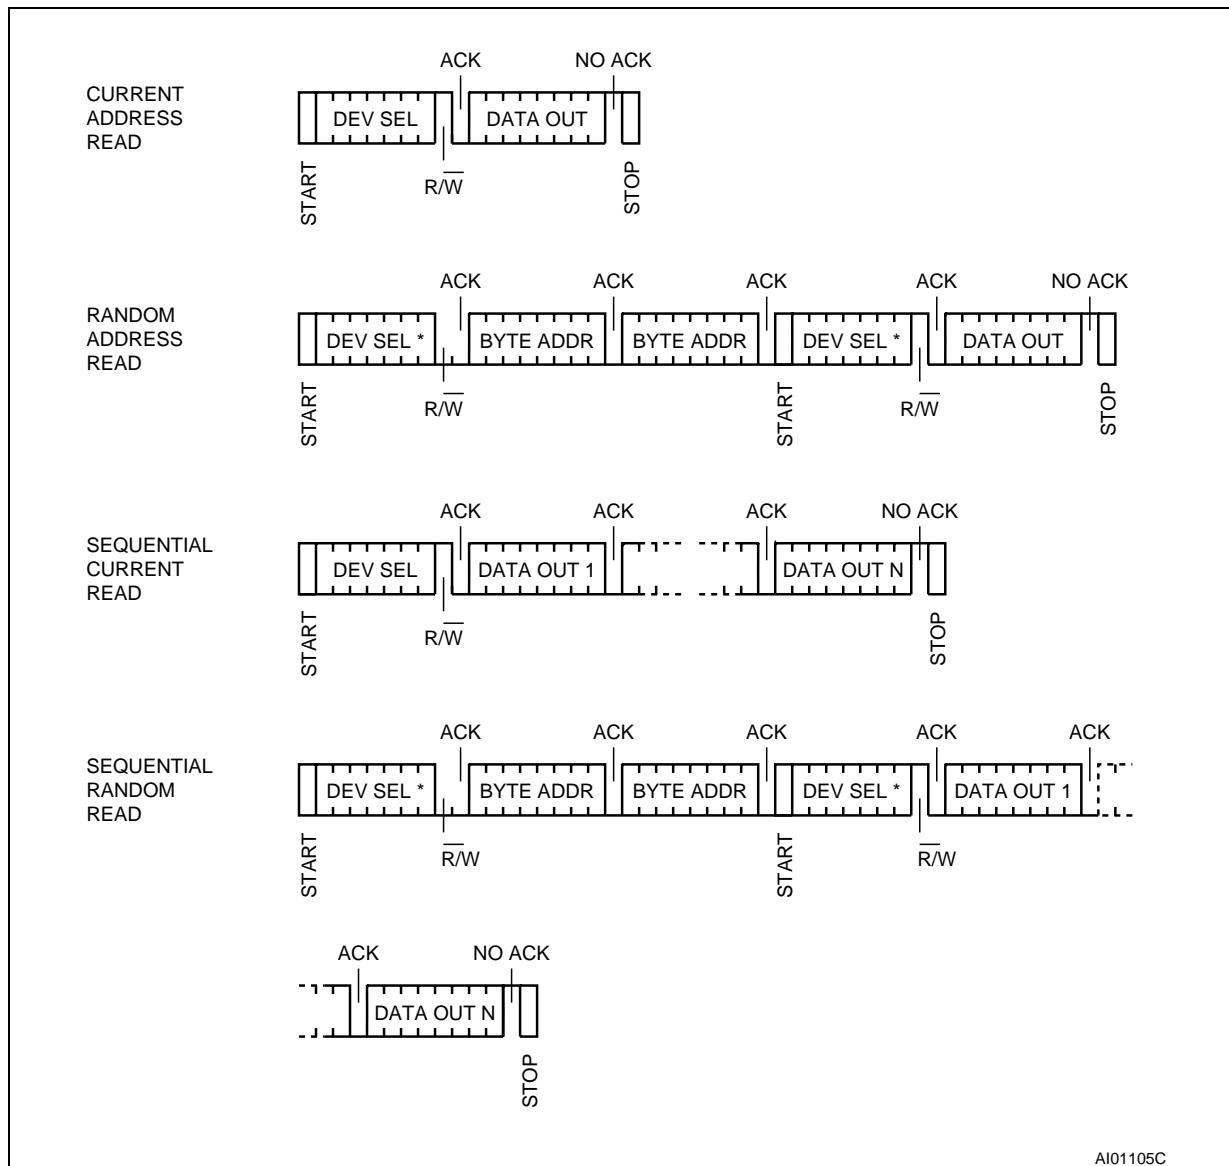 ACK NO ACK
CURRENT
ADDRESS
READ
DEV SEL DATA OUT
START R/W STOP
ACK ACK ACK ACK NO ACK
RANDOM
ADDRESS
READ
DEV SEL * BYTE ADDR BYTE ADDR DEV SEL * DATA OUT
START R/W START R/W STOP
ACK ACK ACK NO ACK
SEQUENTIAL
CURRENT
READ
DEV SEL DATA OUT 1 DATA OUT N
START R/W STOP
ACK ACK ACK ACK ACK
SEQUENTIAL
RANDOM
READ
DEV SEL * BYTE ADDR BYTE ADDR DEV SEL * DATA OUT 1
START R/W START R/W
ACK NO ACK
DATA OUT N
STOP
AI01105C